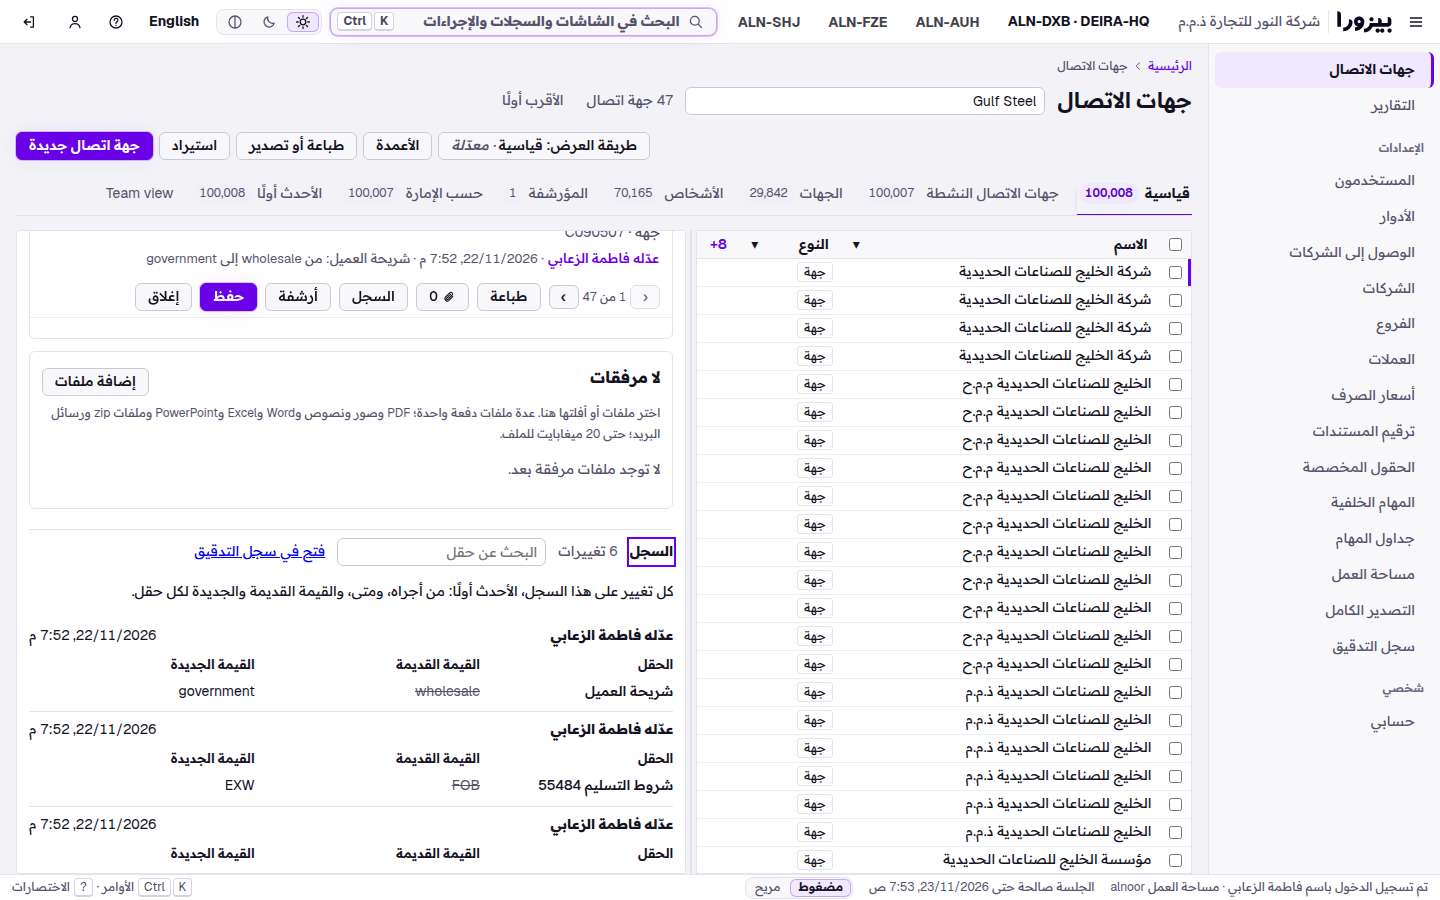 بيزورا
شركة النور للتجارة ذ.م.م
ALN-DXB · DEIRA-HQ
ALN-AUH
ALN-FZE
ALN-SHJ
البحث في الشاشات والسجلات والإجراءات
Ctrl K
English
جهات الاتصال
التقارير
الإعدادات
المستخدمون
الأدوار
الوصول إلى الشركات
الشركات
الفروع
العملات
أسعار الصرف
ترقيم المستندات
الحقول المخصصة
المهام الخلفية
جداول المهام
مساحة العمل
التصدير الكامل
سجل التدقيق
شخصي
حسابي
الرئيسية › جهات الاتصال
جهات الاتصال
Gulf Steel
47 جهة اتصال
الأقرب أولًا
طريقة العرض: قياسية · معدّلة
الأعمدة
طباعة أو تصدير
استيراد
جهة اتصال جديدة
قياسية 100,008
جهات الاتصال النشطة 100,007
الجهات 29,842
الأشخاص 70,165
المؤرشفة 1
حسب الإمارة 100,007
الأحدث أولًا 100,008
Team view
الاسم ▼ النوع ▼ +8
شركة الخليج للصناعات الحديدية جهة
شركة الخليج للصناعات الحديدية جهة
شركة الخليج للصناعات الحديدية جهة
شركة الخليج للصناعات الحديدية جهة
الخليج للصناعات الحديدية م.م.ح جهة
الخليج للصناعات الحديدية م.م.ح جهة
الخليج للصناعات الحديدية م.م.ح جهة
الخليج للصناعات الحديدية م.م.ح جهة
الخليج للصناعات الحديدية م.م.ح جهة
الخليج للصناعات الحديدية م.م.ح جهة
الخليج للصناعات الحديدية م.م.ح جهة
الخليج للصناعات الحديدية م.م.ح جهة
الخليج للصناعات الحديدية م.م.ح جهة
الخليج للصناعات الحديدية م.م.ح جهة
الخليج للصناعات الحديدية م.م.ح جهة
الخليج للصناعات الحديدية ذ.م.م جهة
الخليج للصناعات الحديدية ذ.م.م جهة
الخليج للصناعات الحديدية ذ.م.م جهة
الخليج للصناعات الحديدية ذ.م.م جهة
الخليج للصناعات الحديدية ذ.م.م جهة
الخليج للصناعات الحديدية ذ.م.م جهة
مؤسسة الخليج للصناعات الحديدية جهة
جهة · C090507
عدّله فاطمة الزعابي · 22/11/2026, 7:52 م · شريحة العميل: من wholesale إلى government
‹ 1 من 47 ›
طباعة
0
السجل
أرشفة
حفظ
إغلاق
لا مرفقات
إضافة ملفات
اختر ملفات أو أفلتها هنا. عدة ملفات دفعة واحدة؛ PDF وصور ونصوص وWord وExcel وPowerPoint وملفات zip ورسائل
البريد؛ حتى 20 ميغابايت للملف.
لا توجد ملفات مرفقة بعد.
السجل
6 تغييرات
البحث عن حقل
فتح في سجل التدقيق
كل تغيير على هذا السجل، الأحدث أولًا: من أجراه، ومتى، والقيمة القديمة والجديدة لكل حقل.
عدّله فاطمة الزعابي 22/11/2026, 7:52 م
الحقل القيمة القديمة القيمة الجديدة
شريحة العميل wholesale government
عدّله فاطمة الزعابي 22/11/2026, 7:52 م
الحقل القيمة القديمة القيمة الجديدة
شروط التسليم 55484 FOB EXW
عدّله فاطمة الزعابي 22/11/2026, 7:52 م
الحقل القيمة القديمة القيمة الجديدة
تم تسجيل الدخول باسم فاطمة الزعابي · مساحة العمل alnoor
الجلسة صالحة حتى 23/11/2026, 7:53 ص
مضغوط مريح
Ctrl K الأوامر · ? الاختصارات